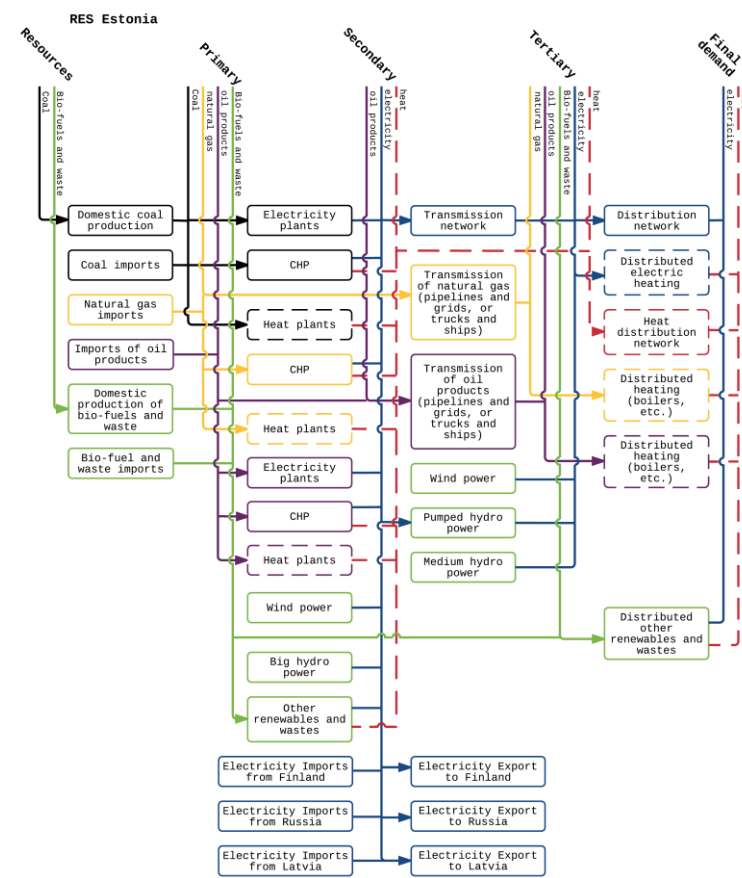 RES Estonia
Resources
Primary
Secondary
Tertiary
Final
demand
Coal
Bio-fuels and waste
Coal
natural gas
oil products
Bio-fuels and waste
oil products
electricity
heat
natural gas
oil products
Bio-fuels and waste
electricity
heat
electricity
Domestic coal
production
Electricity
plants
Transmission
network
Distribution
network
Coal imports
CHP
Transmission
of natural gas
(pipelines and
grids, or
trucks and
ships)
Distributed
electric
heating
Natural gas
imports
Heat plants
Heat
distribution
network
Imports of oil
products
CHP
Transmission
of oil
products
(pipelines and
grids, or
trucks and
ships)
Distributed
heating
(boilers,
etc.)
Domestic
production of
bio-fuels and
waste
Heat plants
Distributed
heating
(boilers,
etc.)
Bio-fuel and
waste imports
Electricity
plants
Wind power
CHP
Pumped hydro
power
Heat plants
Medium hydro
power
Wind power
Distributed
other
renewables and
wastes
Big hydro
power
Other
renewables and
wastes
Electricity Imports
from Finland
Electricity Export
to Finland
Electricity Imports
from Russia
Electricity Export
to Russia
Electricity Imports
from Latvia
Electricity Export
to Latvia